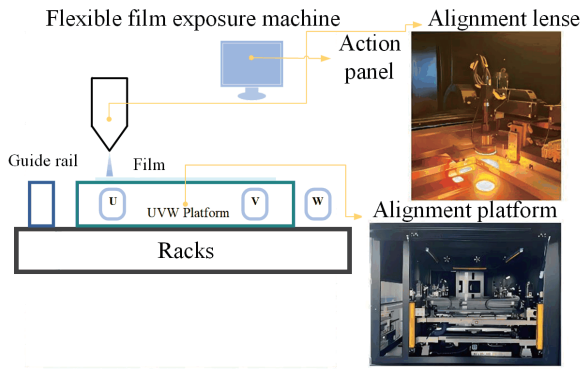 Flexible film exposure machine
Alignment lense
Action
panel
Guide rail
Film
U
V
W
UVW Platform
Alignment platform
Racks